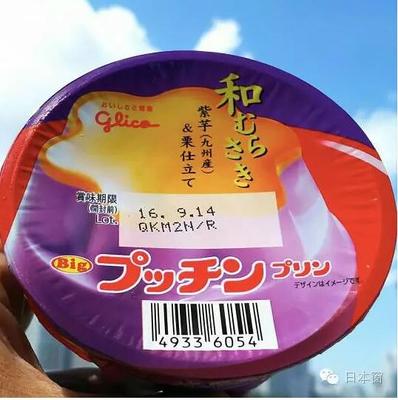 おいしさと健康
Glico
和むらさき
紫芋(九州産)
&栗仕立て
賞味期限
(開封前)
Lot.
16. 9.14
QKM2N/R
Big プッチンプリン
デザインはイメージです。
4933 6054
日本窗